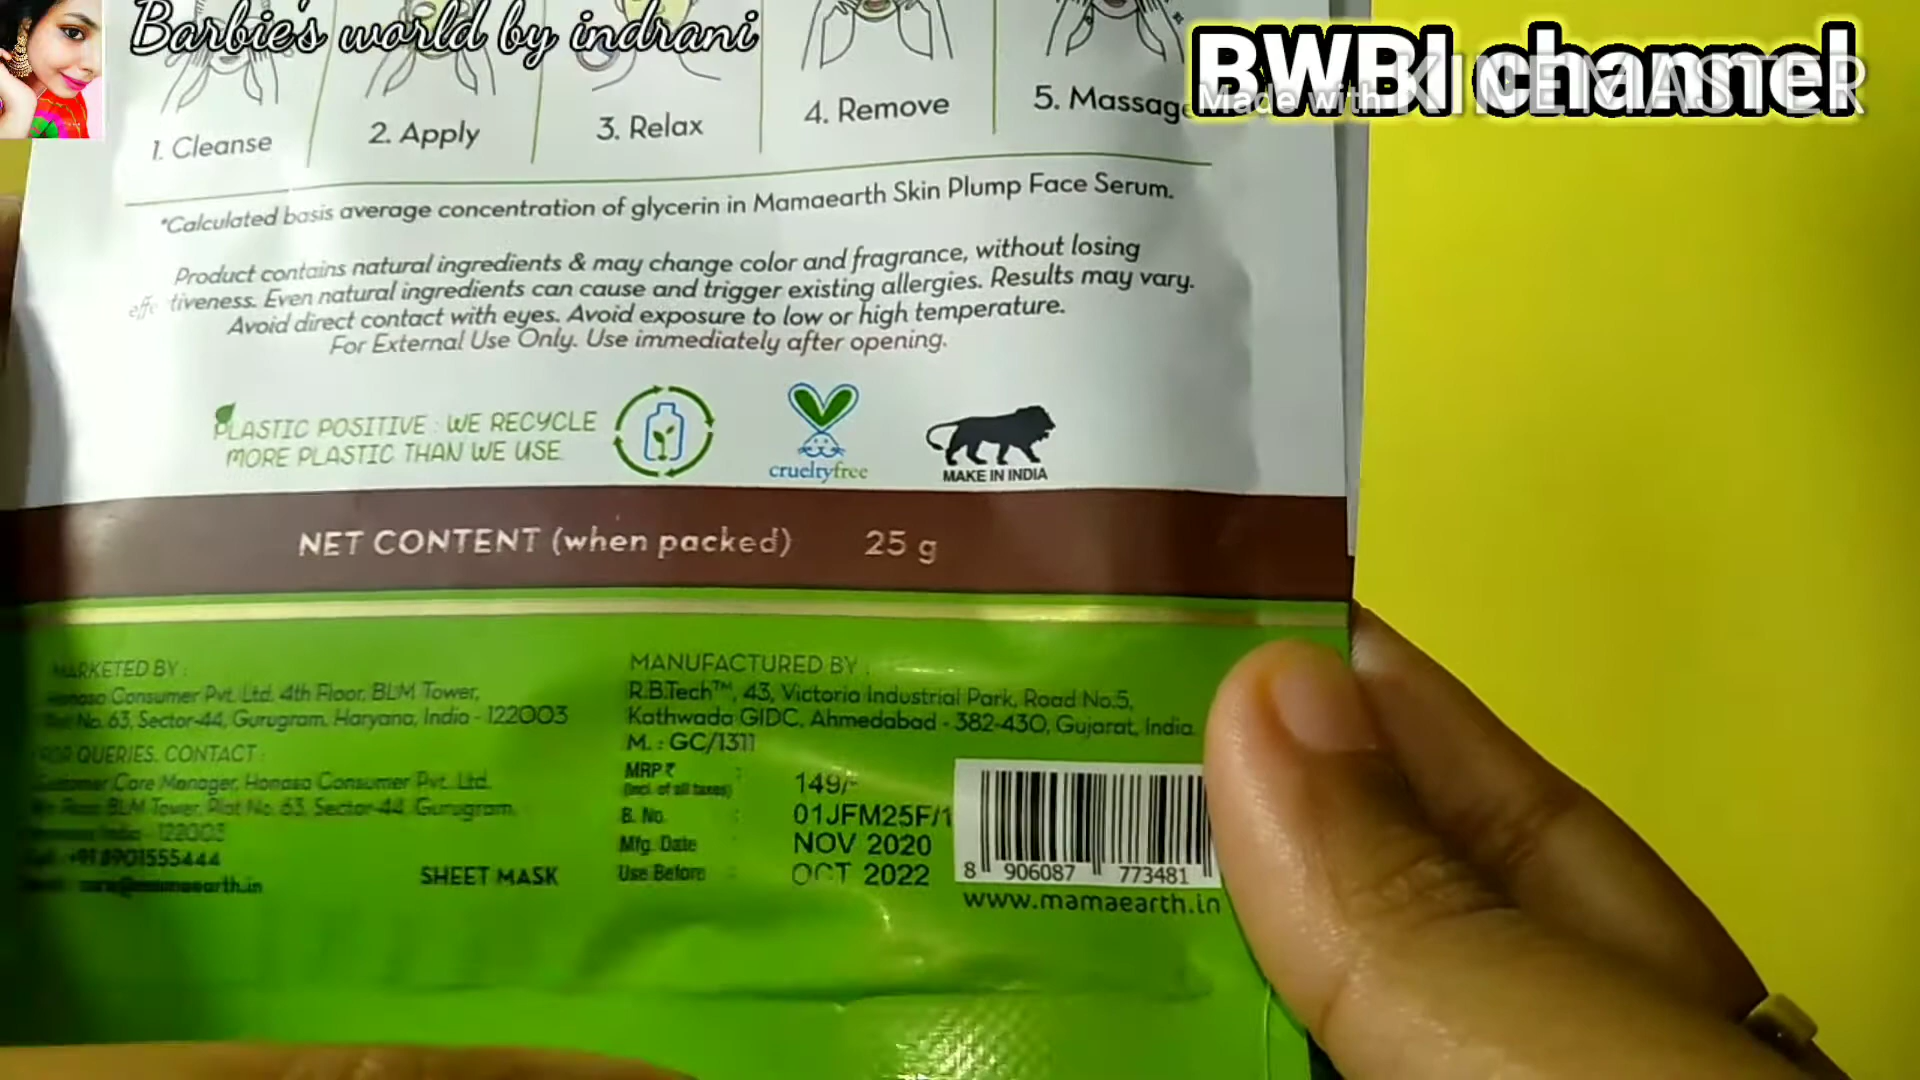 Barbie's world by indrani
BWBI channel
Made with KINEMASTER
1. Cleanse
2. Apply
3. Relax
4. Remove
5. Massage
*Calculated basis average concentration of glycerin in Mamaearth Skin Plump Face Serum.
Product contains natural ingredients & may change color and fragrance, without losing
effectiveness. Even natural ingredients can cause and trigger existing allergies. Results may vary.
Avoid direct contact with eyes. Avoid exposure to low or high temperature.
For External Use Only. Use immediately after opening.
PLASTIC POSITIVE : WE RECYCLE
MORE PLASTIC THAN WE USE
crueltyfree
MAKE IN INDIA
NET CONTENT (when packed) 25 g
MARKETED BY :
Honasa Consumer Pvt. Ltd. 4th Floor, BLM Tower,
Plot No. 63, Sector-44, Gurugram, Haryana, India - 122003
FOR QUERIES, CONTACT :
Customer Care Manager, Honasa Consumer Pvt. Ltd.
BLM Tower, Plot No. 63, Sector-44, Gurugram,
India - 122003
+91 8901555444
care@mamaearth.in
SHEET MASK
MANUFACTURED BY :
R.B.Tech™, 43, Victoria Industrial Park, Road No.5,
Kathwada GIDC, Ahmedabad - 382-430, Gujarat, India
M. : GC/1311
MRP ₹ : 149/-
(Incl. of all taxes)
B. No. : 01JFM25F/1
Mfg. Date : NOV 2020
Use Before : OCT 2022
8 906087 773481
www.mamaearth.in